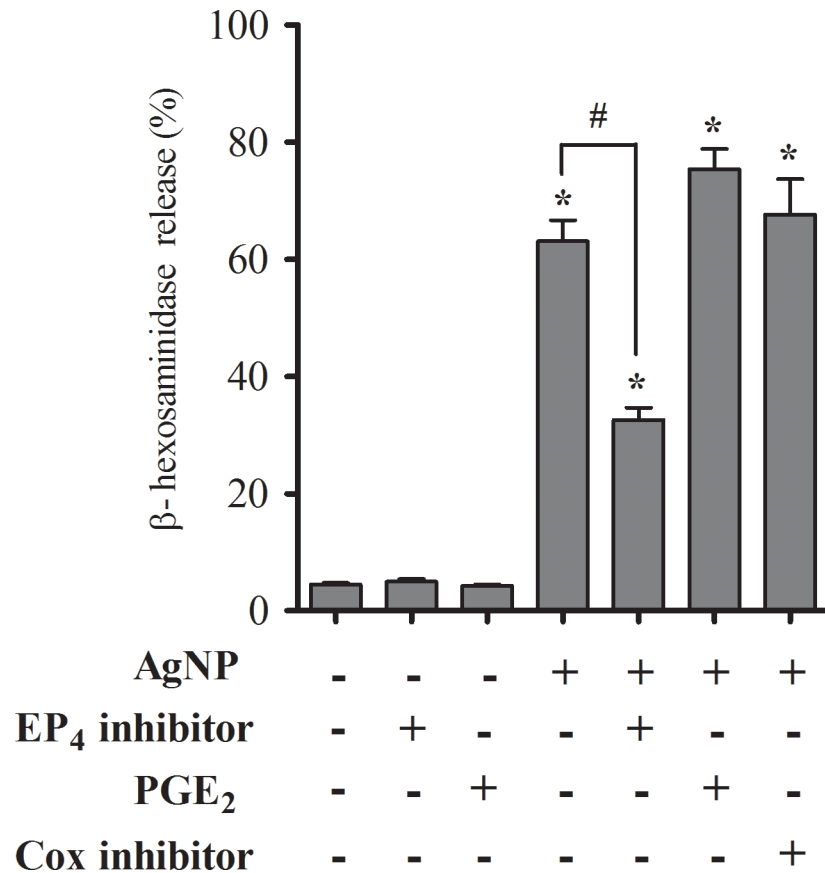 β- hexosaminidase release (%)
100
80
60
40
20
0
#
*
*
*
*
AgNP - - - + + + +
EP₄ inhibitor - + - - + - -
PGE₂ - - + - - + -
Cox inhibitor - - - - - - +